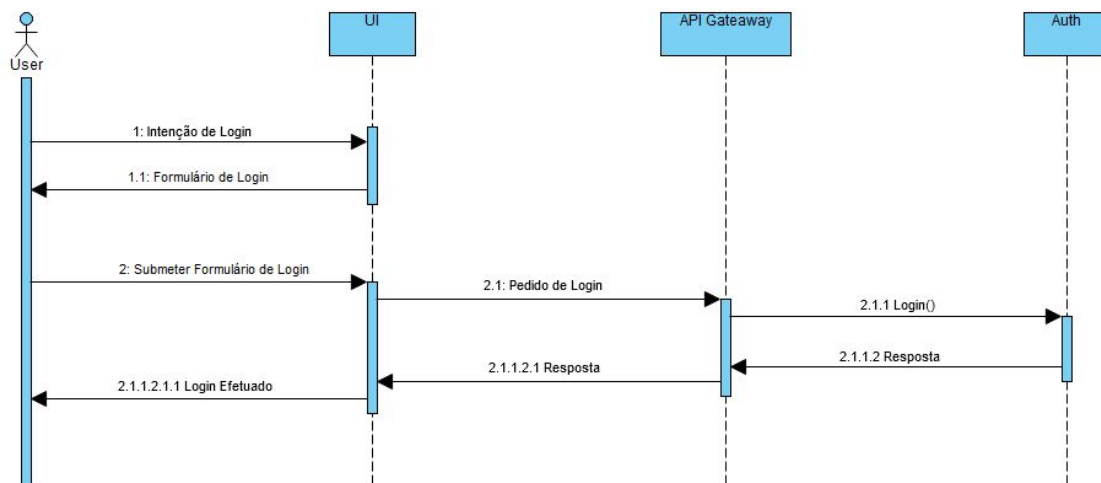 UI
API Gateaway
Auth
User
1: Intenção de Login
1.1: Formulário de Login
2: Submeter Formulário de Login
2.1: Pedido de Login
2.1.1 Login()
2.1.1.2 Resposta
2.1.1.2.1 Resposta
2.1.1.2.1.1 Login Efetuado